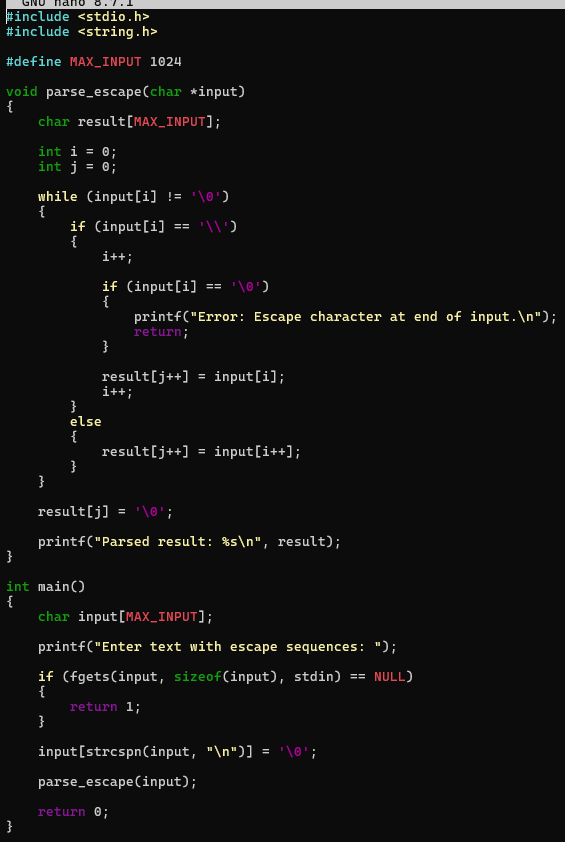 GNU nano 8.7.1
#include <stdio.h>
#include <string.h>

#define MAX_INPUT 1024

void parse_escape(char *input)
{
    char result[MAX_INPUT];

    int i = 0;
    int j = 0;

    while (input[i] != '\0')
    {
        if (input[i] == '\\')
        {
            i++;

            if (input[i] == '\0')
            {
                printf("Error: Escape character at end of input.\n");
                return;
            }

            result[j++] = input[i];
            i++;
        }
        else
        {
            result[j++] = input[i++];
        }
    }

    result[j] = '\0';

    printf("Parsed result: %s\n", result);
}

int main()
{
    char input[MAX_INPUT];

    printf("Enter text with escape sequences: ");

    if (fgets(input, sizeof(input), stdin) == NULL)
    {
        return 1;
    }

    input[strcspn(input, "\n")] = '\0';

    parse_escape(input);

    return 0;
}